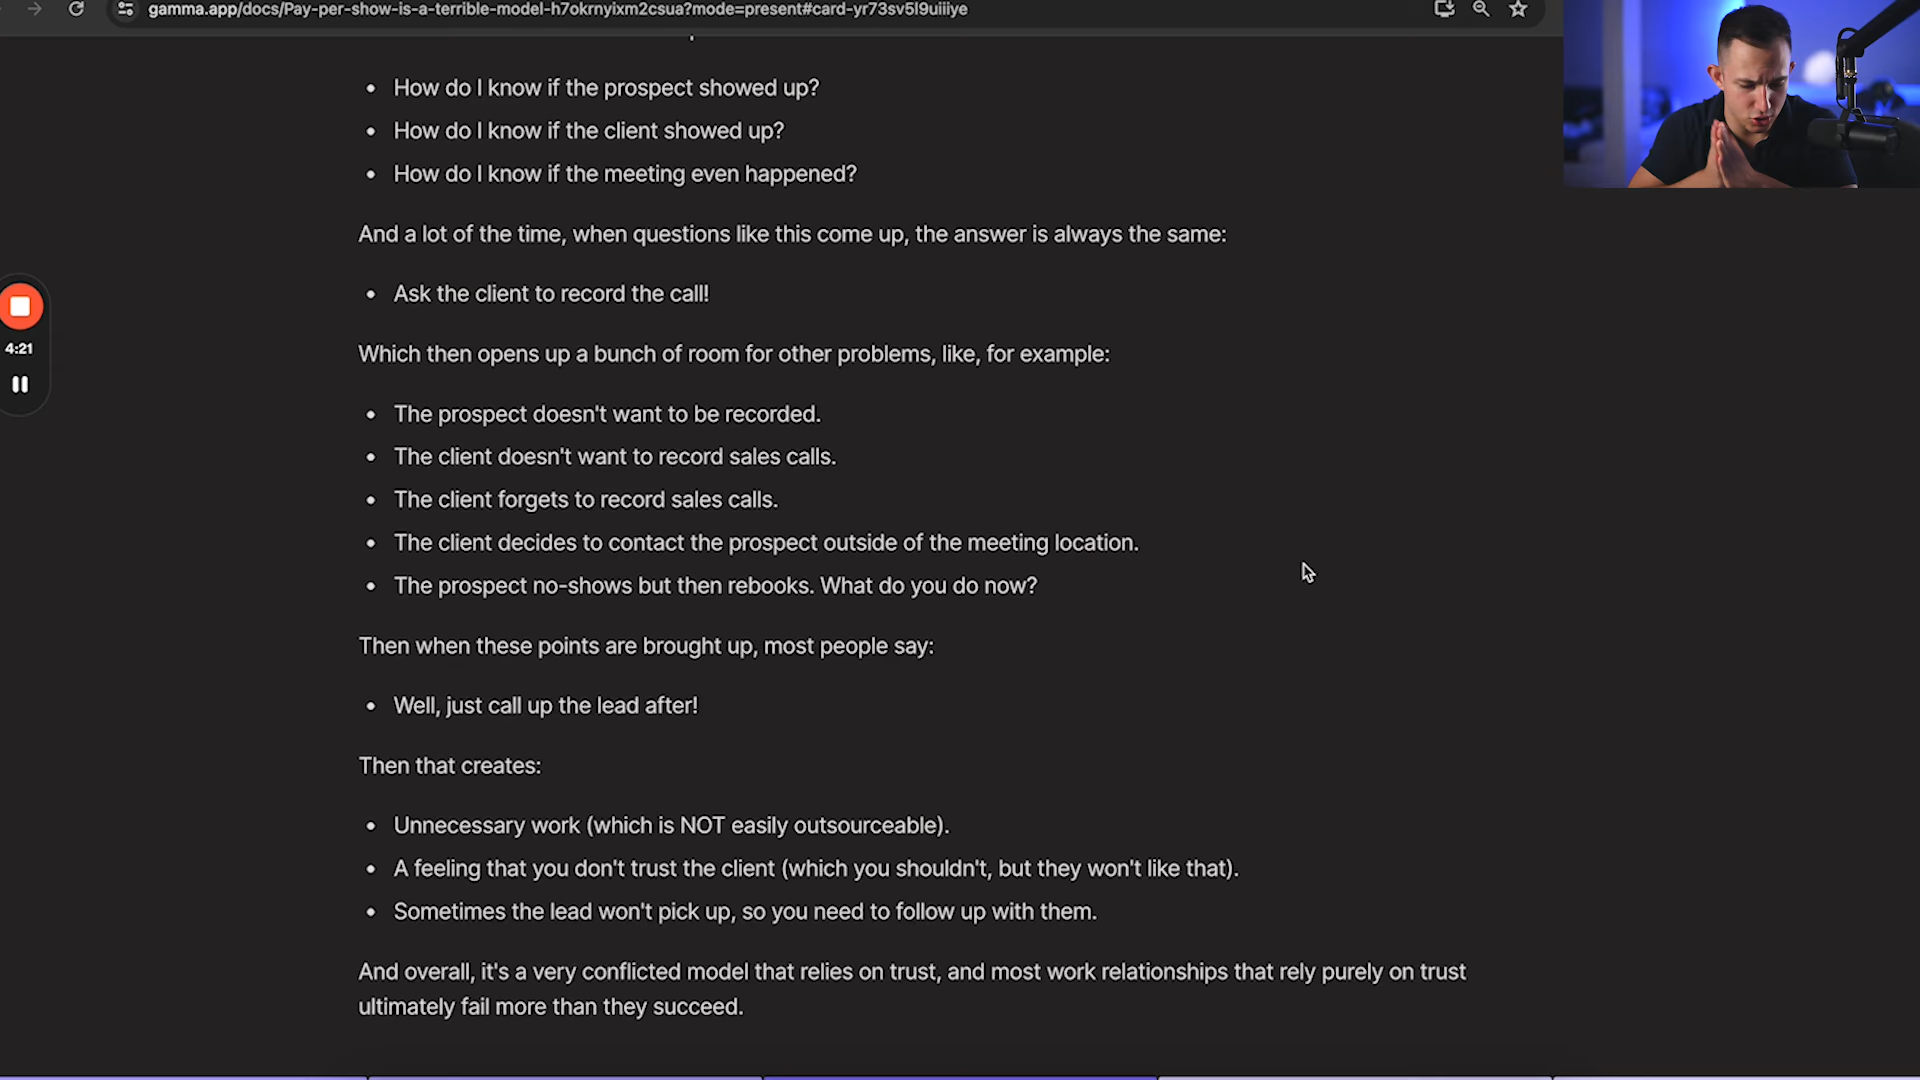 gamma.app/docs/Pay-per-show-is-a-terrible-model-h7okrnyixm2csua?mode=present#card-yr73sv5l9uiiiye
• How do I know if the prospect showed up?
• How do I know if the client showed up?
• How do I know if the meeting even happened?
And a lot of the time, when questions like this come up, the answer is always the same:
• Ask the client to record the call!
4:21
Which then opens up a bunch of room for other problems, like, for example:
• The prospect doesn't want to be recorded.
• The client doesn't want to record sales calls.
• The client forgets to record sales calls.
• The client decides to contact the prospect outside of the meeting location.
• The prospect no-shows but then rebooks. What do you do now?
Then when these points are brought up, most people say:
• Well, just call up the lead after!
Then that creates:
• Unnecessary work (which is NOT easily outsourceable).
• A feeling that you don't trust the client (which you shouldn't, but they won't like that).
• Sometimes the lead won't pick up, so you need to follow up with them.
And overall, it's a very conflicted model that relies on trust, and most work relationships that rely purely on trust
ultimately fail more than they succeed.